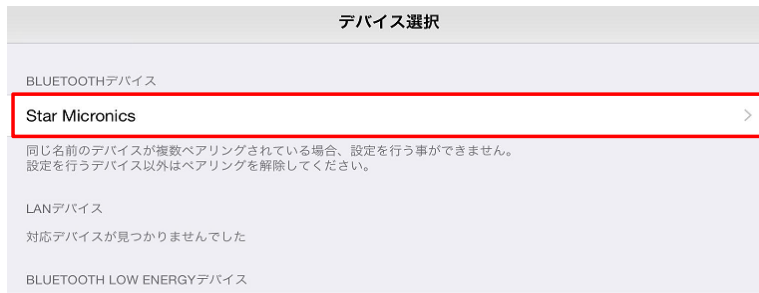 デバイス選択
BLUETOOTHデバイス
Star Micronics
同じ名前のデバイスが複数ペアリングされている場合、設定を行う事ができません。
設定を行うデバイス以外はペアリングを解除してください。
LANデバイス
対応デバイスが見つかりませんでした
BLUETOOTH LOW ENERGYデバイス